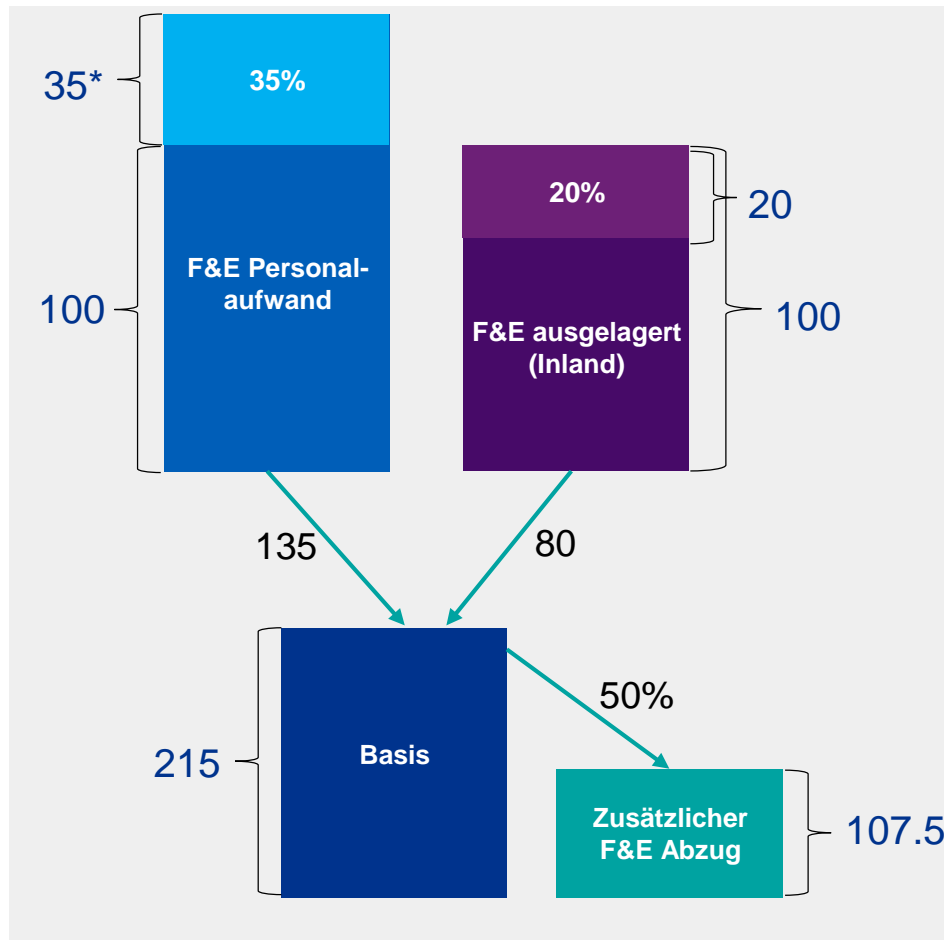 35*
35%
100
F&E Personal-
aufwand
20%
20
F&E ausgelagert
(Inland)
100
135
80
215
Basis
50%
Zusätzlicher
F&E Abzug
107.5